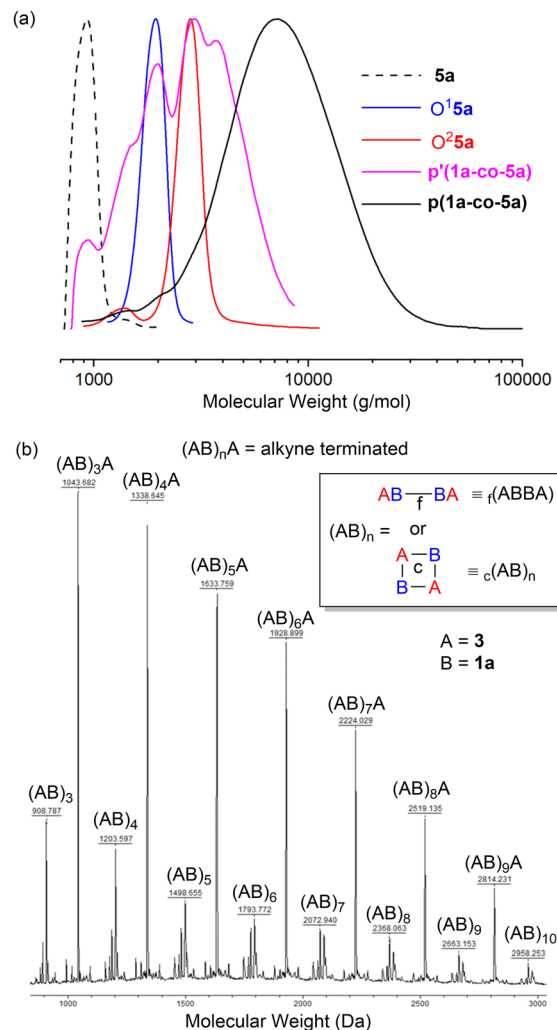 (a)
5a
O¹5a
O²5a
p'(1a-co-5a)
p(1a-co-5a)
1000 10000 100000
Molecular Weight (g/mol)
(b)
(AB)ₙA = alkyne terminated
(AB)₃A
1043.682
(AB)₄A
1338.645
AB f BA ≡ f(ABBA)
(AB)ₙ = or
A B
c ≡ c(AB)ₙ
B A
(AB)₅A
1633.759
(AB)₆A
1928.899
A = 3
B = 1a
(AB)₇A
2224.029
(AB)₈A
2519.135
(AB)₃
908.787
(AB)₄
1203.597
(AB)₉A
2814.231
(AB)₅
1498.655
(AB)₆
1793.772
(AB)₇
2072.940
(AB)₈
2368.063
(AB)₉
2663.153
(AB)₁₀
2958.253
1000 1500 2000 2500 3000
Molecular Weight (Da)